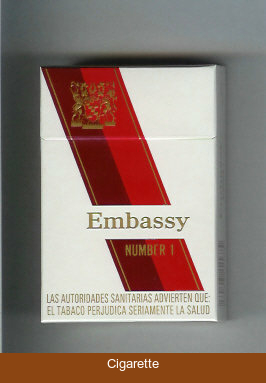 Embassy
NUMBER 1
LAS AUTORIDADES SANITARIAS ADVIERTEN QUE:
EL TABACO PERJUDICA SERIAMENTE LA SALUD
Cigarette